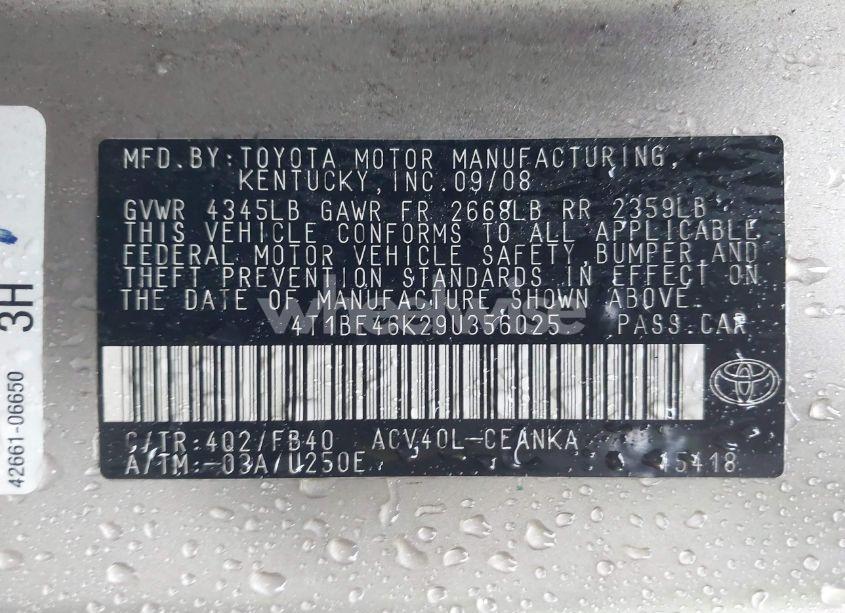 MFD.BY:TOYOTA MOTOR MANUFACTURING,
KENTUCKY,INC.09/08
GVWR 4345LB GAWR FR 2668LB RR 2359LB
THIS VEHICLE CONFORMS TO ALL APPLICABLE
FEDERAL MOTOR VEHICLE SAFETY,BUMPER,AND
THEFT PREVENTION STANDARDS IN EFFECT ON
THE DATE OF MANUFACTURE SHOWN ABOVE.
4T1BE46K29U356025 PASS.CAR
C/TR:4Q2/FB40 ACV40L-CEANKA
A/TM:-03A/U250E 45418
3H
42661-06650
wheelwise